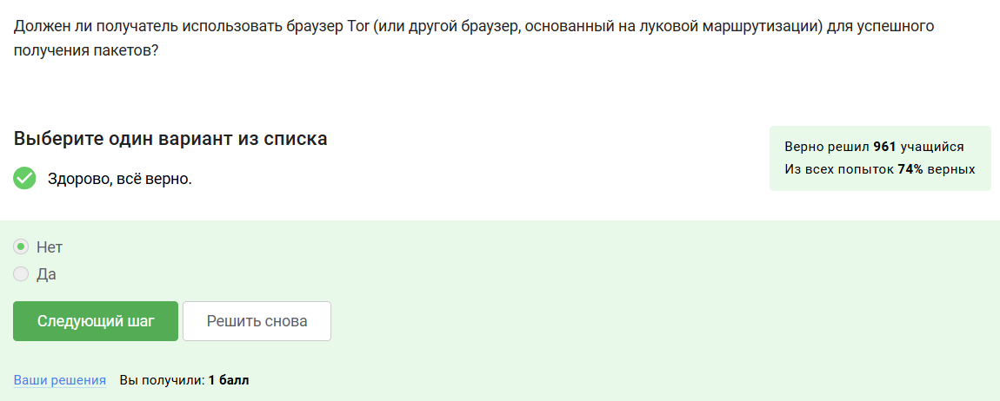 Должен ли получатель использовать браузер Tor (или другой браузер, основанный на луковой маршрутизации) для успешного
получения пакетов?
Выберите один вариант из списка
Здорово, всё верно.
Верно решил 961 учащийся
Из всех попыток 74% верных
Нет
Да
Следующий шаг
Решить снова
Ваши решения Вы получили: 1 балл